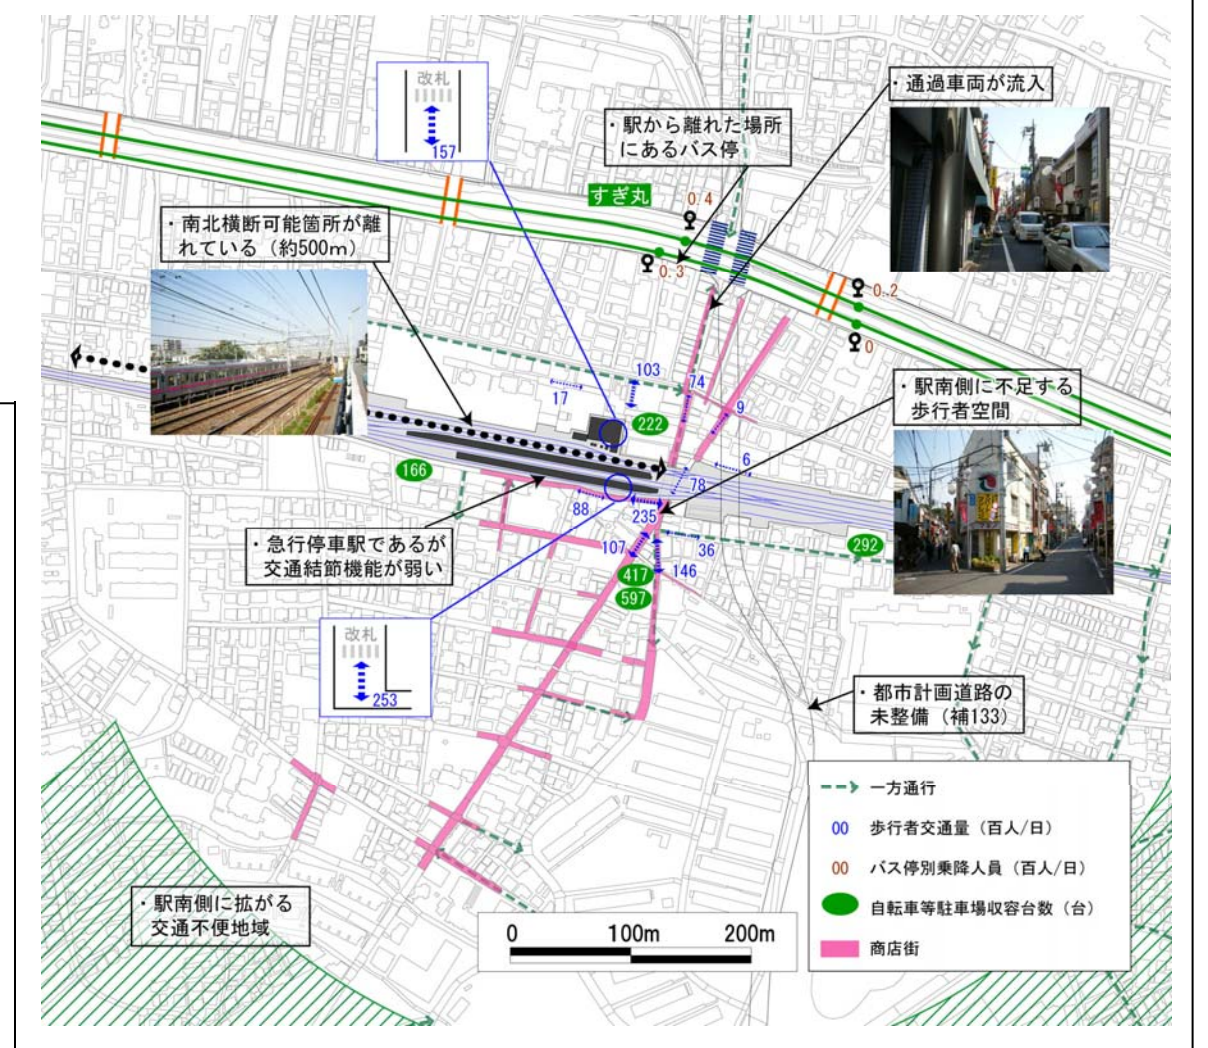 ・通過車両が流入
改札
157
・駅から離れた場所
にあるバス停
すぎ丸
0.4
0.3
0.2
0
・南北横断可能箇所が離
れている（約500ｍ）
103
17
74
9
222
・駅南側に不足する
歩行者空間
6
78
166
88
235
・急行停車駅であるが
交通結節機能が弱い
107
36
146
292
417
597
改札
253
・都市計画道路の
未整備（補133）
・駅南側に拡がる
交通不便地域
一方通行
00 歩行者交通量（百人/日）
00 バス停別乗降人員（百人/日）
自転車等駐車場収容台数（台）
商店街
0 100m 200m